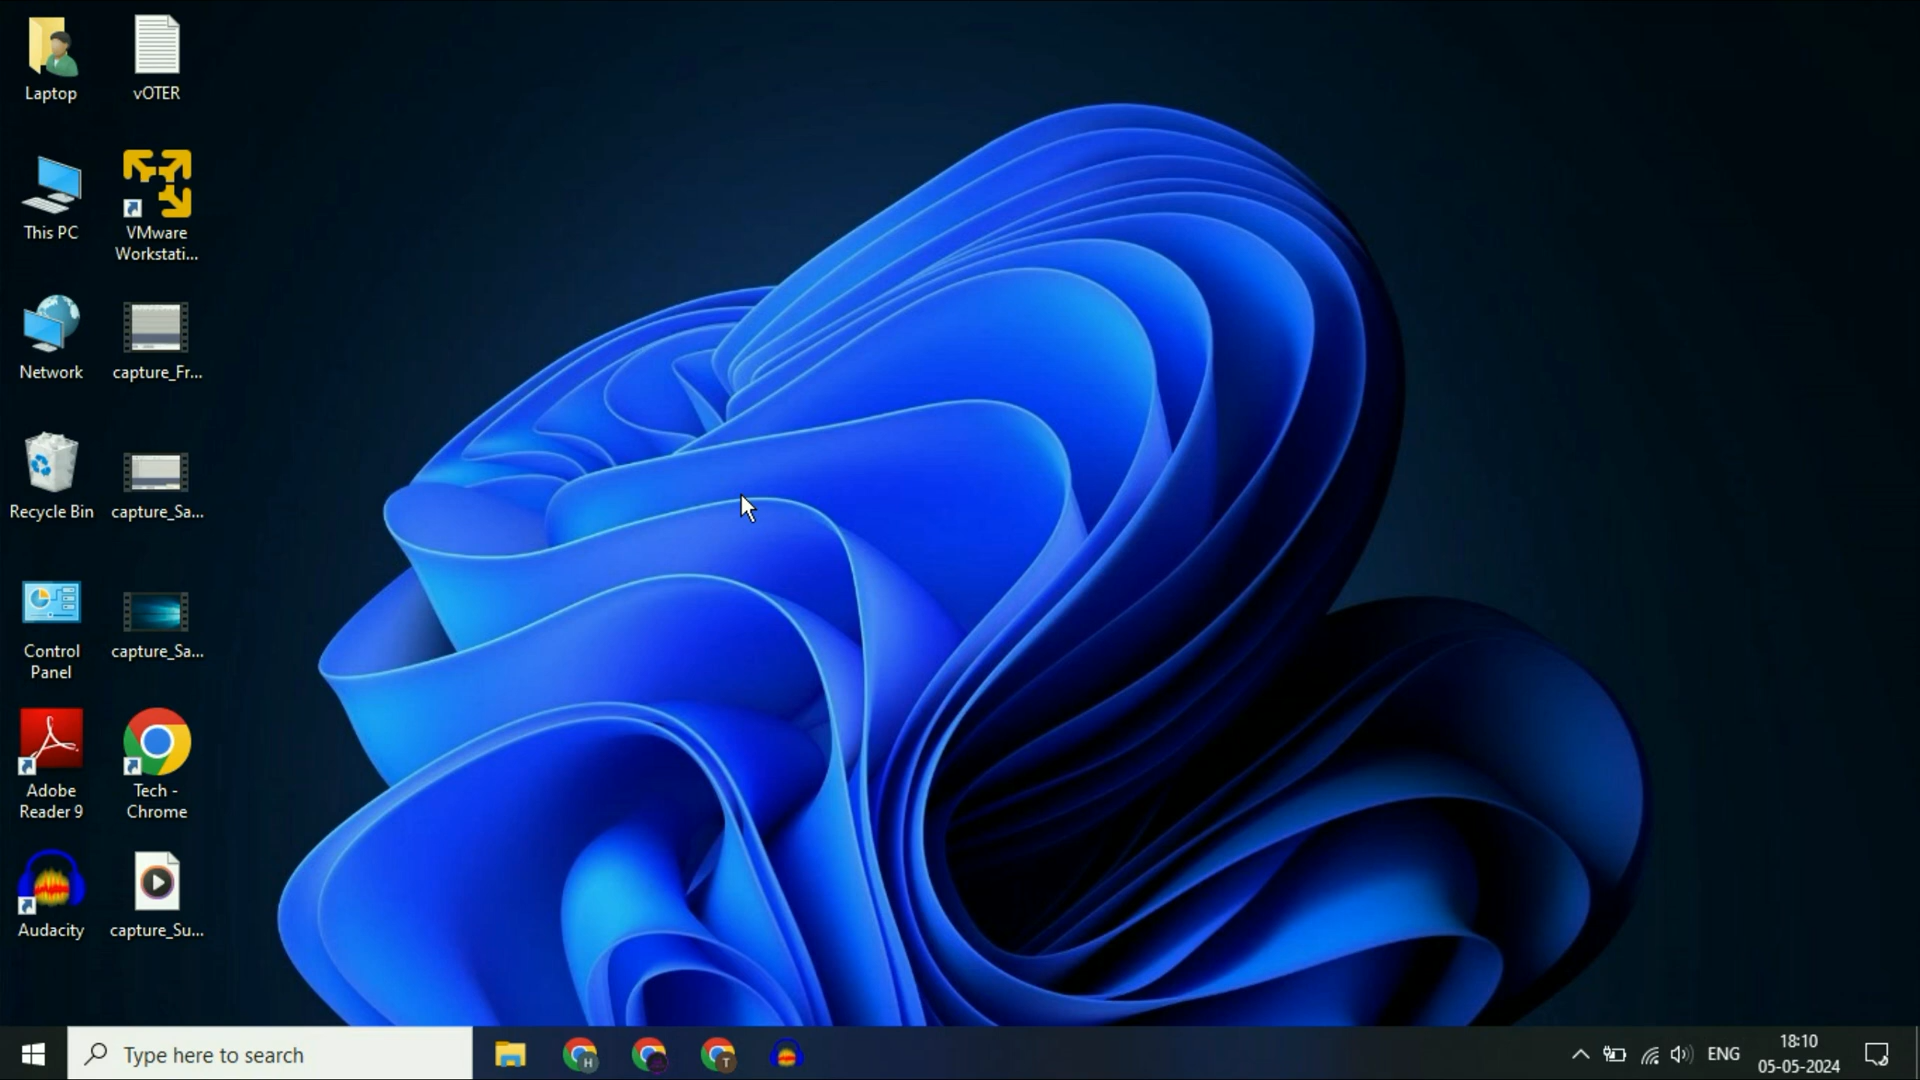 Laptop
vOTER
This PC
VMware
Workstati...
Network
capture_Fr...
Recycle Bin
capture_Sa...
Control
Panel
capture_Sa...
Adobe
Reader 9
Tech -
Chrome
Audacity
capture_Su...
Type here to search
H
T
ENG
18:10
05-05-2024